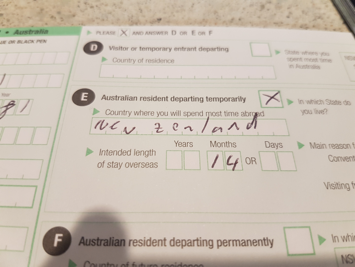 Australia
UE OR BLACK PEN
PLEASE X AND ANSWER D OR E OR F
D Visitor or temporary entrant departing
Country of residence
State where you
spent most time
in Australia
Year
E Australian resident departing temporarily X
In which State do
you live?
Country where you will spend most time abroad
New Zealand
Years Months Days
Intended length
of stay overseas 14 OR
Main reason
Convent
Visiting
F Australian resident departing permanently
In whi
NS
Country of future residence